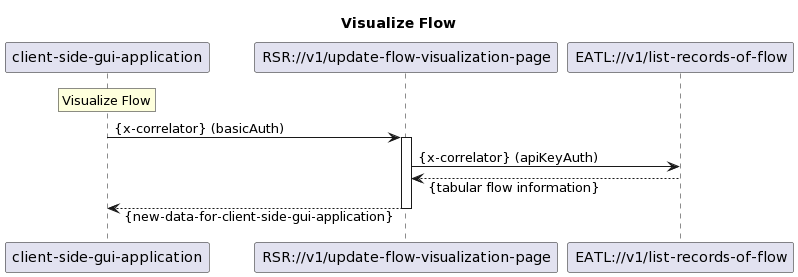 Visualize Flow
client-side-gui-application
RSR://v1/update-flow-visualization-page
EATL://v1/list-records-of-flow
Visualize Flow
{x-correlator} (basicAuth)
{x-correlator} (apiKeyAuth)
{tabular flow information}
{new-data-for-client-side-gui-application}
client-side-gui-application
RSR://v1/update-flow-visualization-page
EATL://v1/list-records-of-flow